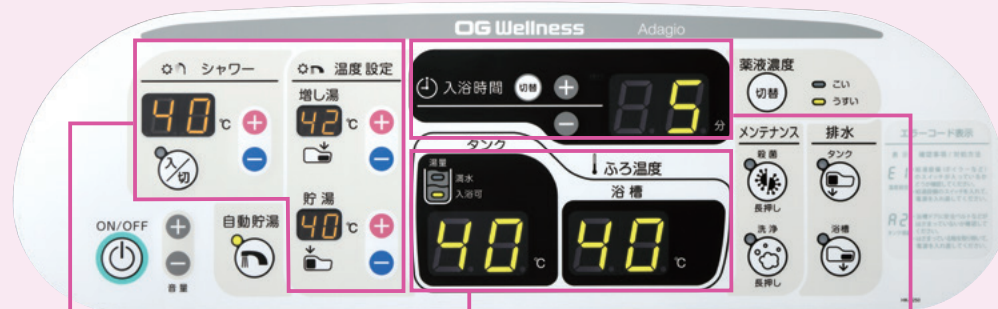 OG Wellness Adagio
シャワー
40 ℃
入/切
温度設定
増し湯
42 ℃
貯湯
40 ℃
ON/OFF
音量
自動貯湯
入浴時間 切替
5 分
タンク
湯量
満水
入浴可
40 ℃
ふろ温度
浴槽
40 ℃
薬液濃度
切替
こい
うすい
メンテナンス
殺菌
長押し
洗浄
長押し
排水
タンク
浴槽
エラーコード表示
E1
A2